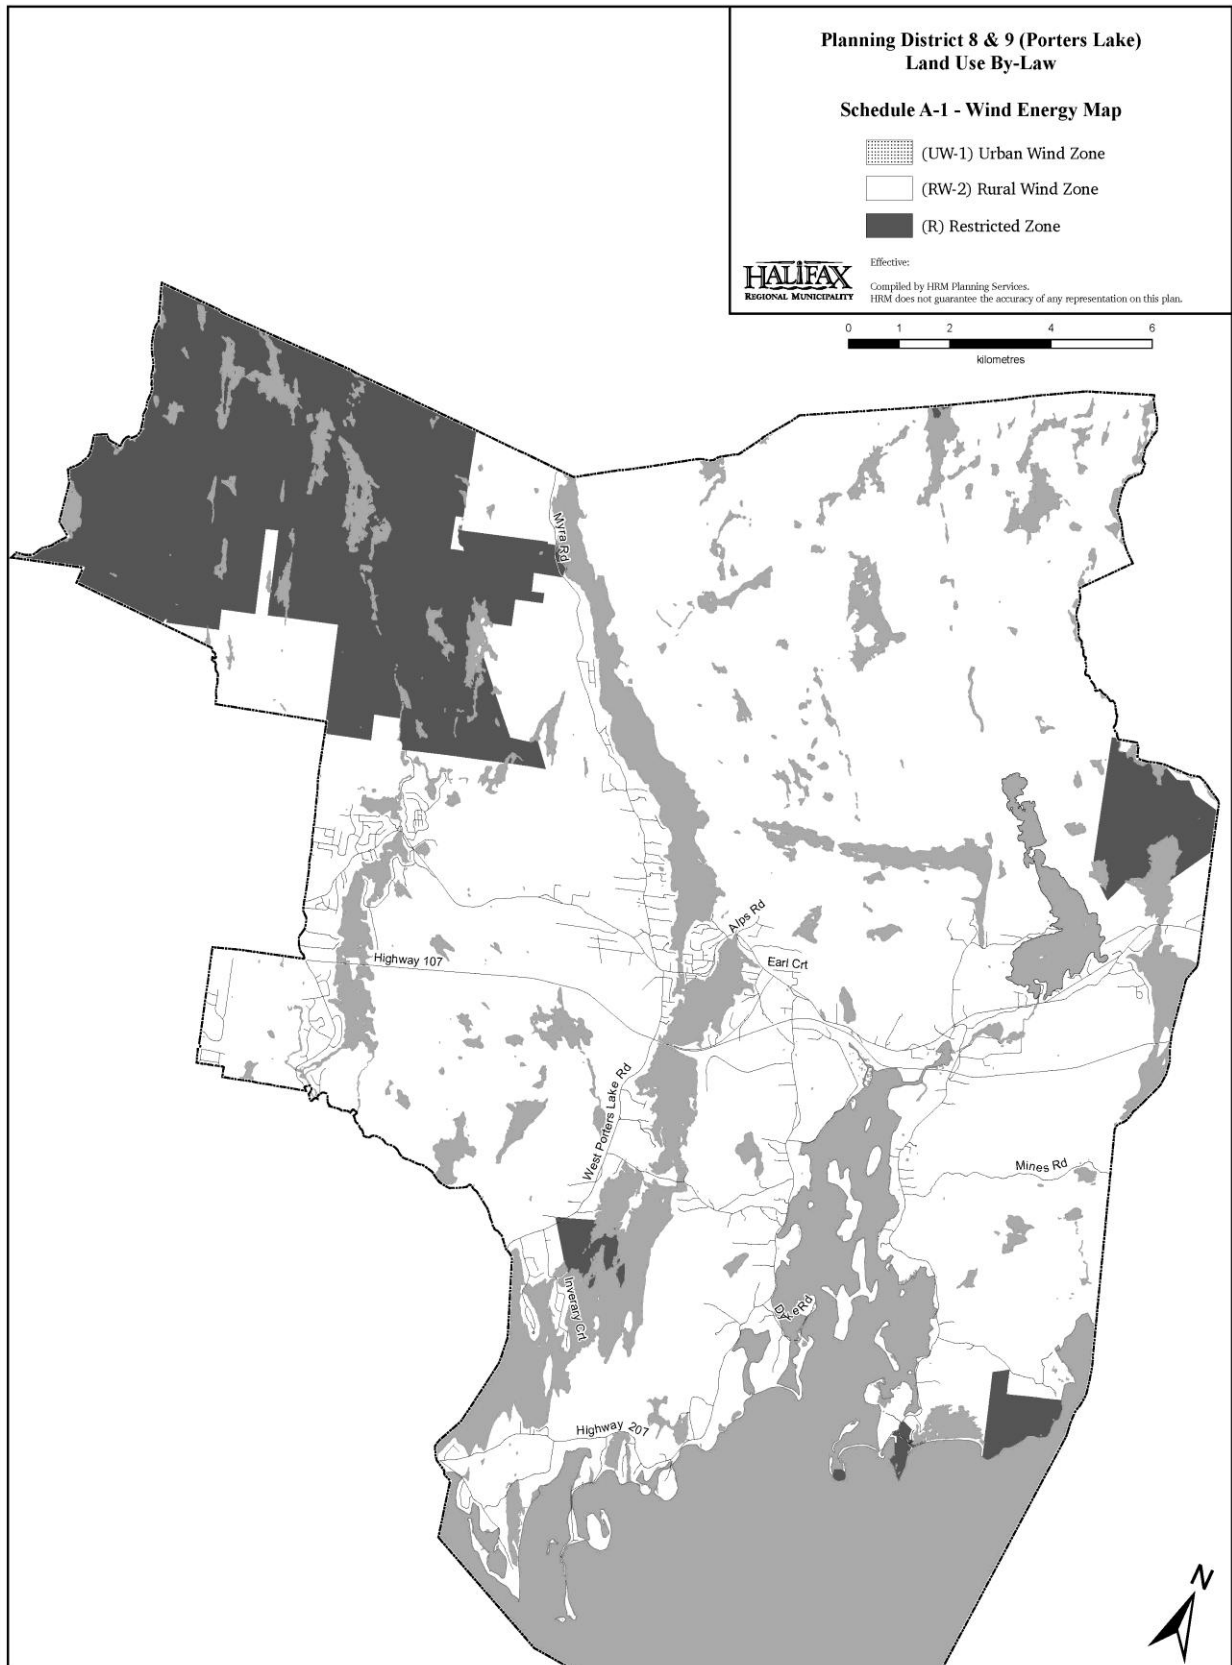 Planning District 8 & 9 (Porters Lake)
Land Use By-Law
Schedule A-1 - Wind Energy Map
(UW-1) Urban Wind Zone
(RW-2) Rural Wind Zone
(R) Restricted Zone
HALIFAX
REGIONAL MUNICIPALITY
Effective:
Compiled by HRM Planning Services.
HRM does not guarantee the accuracy of any representation on this plan.
0 1 2 4 6
kilometres
Myra Rd
Alps Rd
Highway 107
Earl Crt
West Porters Lake Rd
Mines Rd
Inverary Crt
Dyke Rd
Highway 207
N